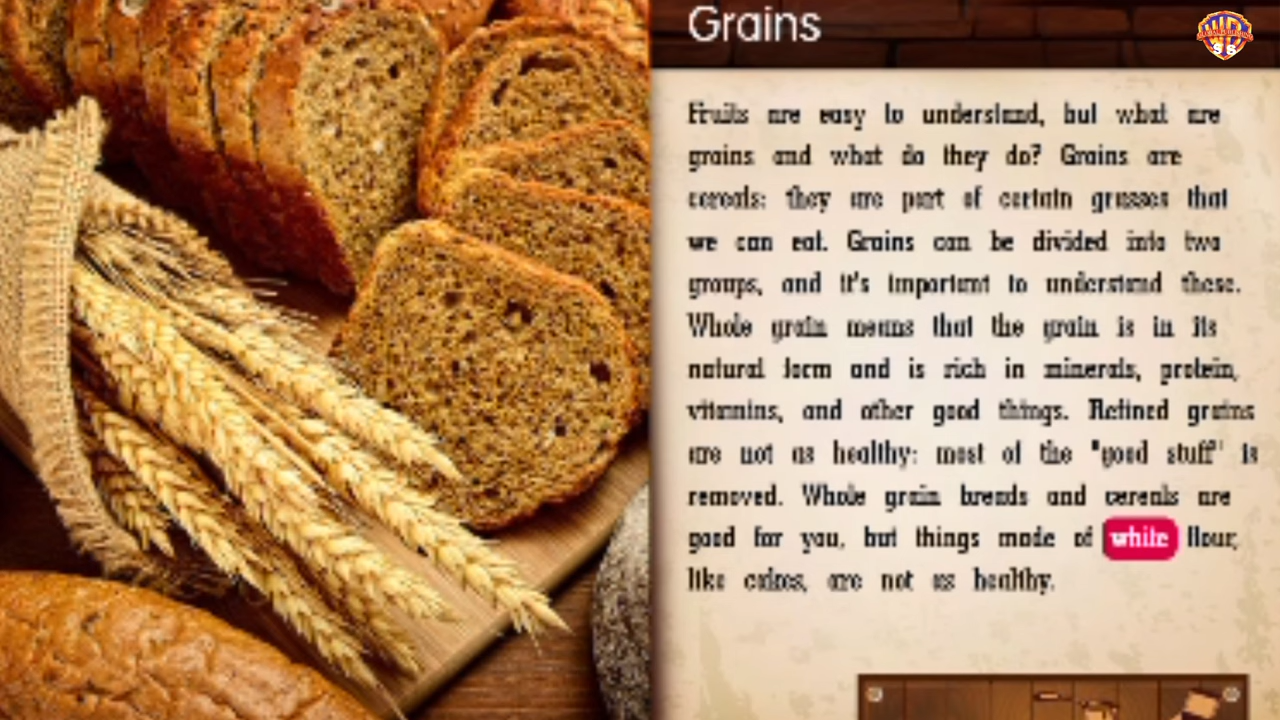 Grains
Fruits are easy to understand, but what are
grains and what do they do? Grains are
cereals: they are part of certain grasses that
we can eat. Grains can be divided into two
groups, and it's important to understand these.
Whole grain means that the grain is in its
natural form and is rich in minerals, protein,
vitamins, and other good things. Refined grains
are not as healthy: most of the "good stuff" is
removed. Whole grain breads and cereals are
good for you, but things made of white flour,
like cakes, are not as healthy.